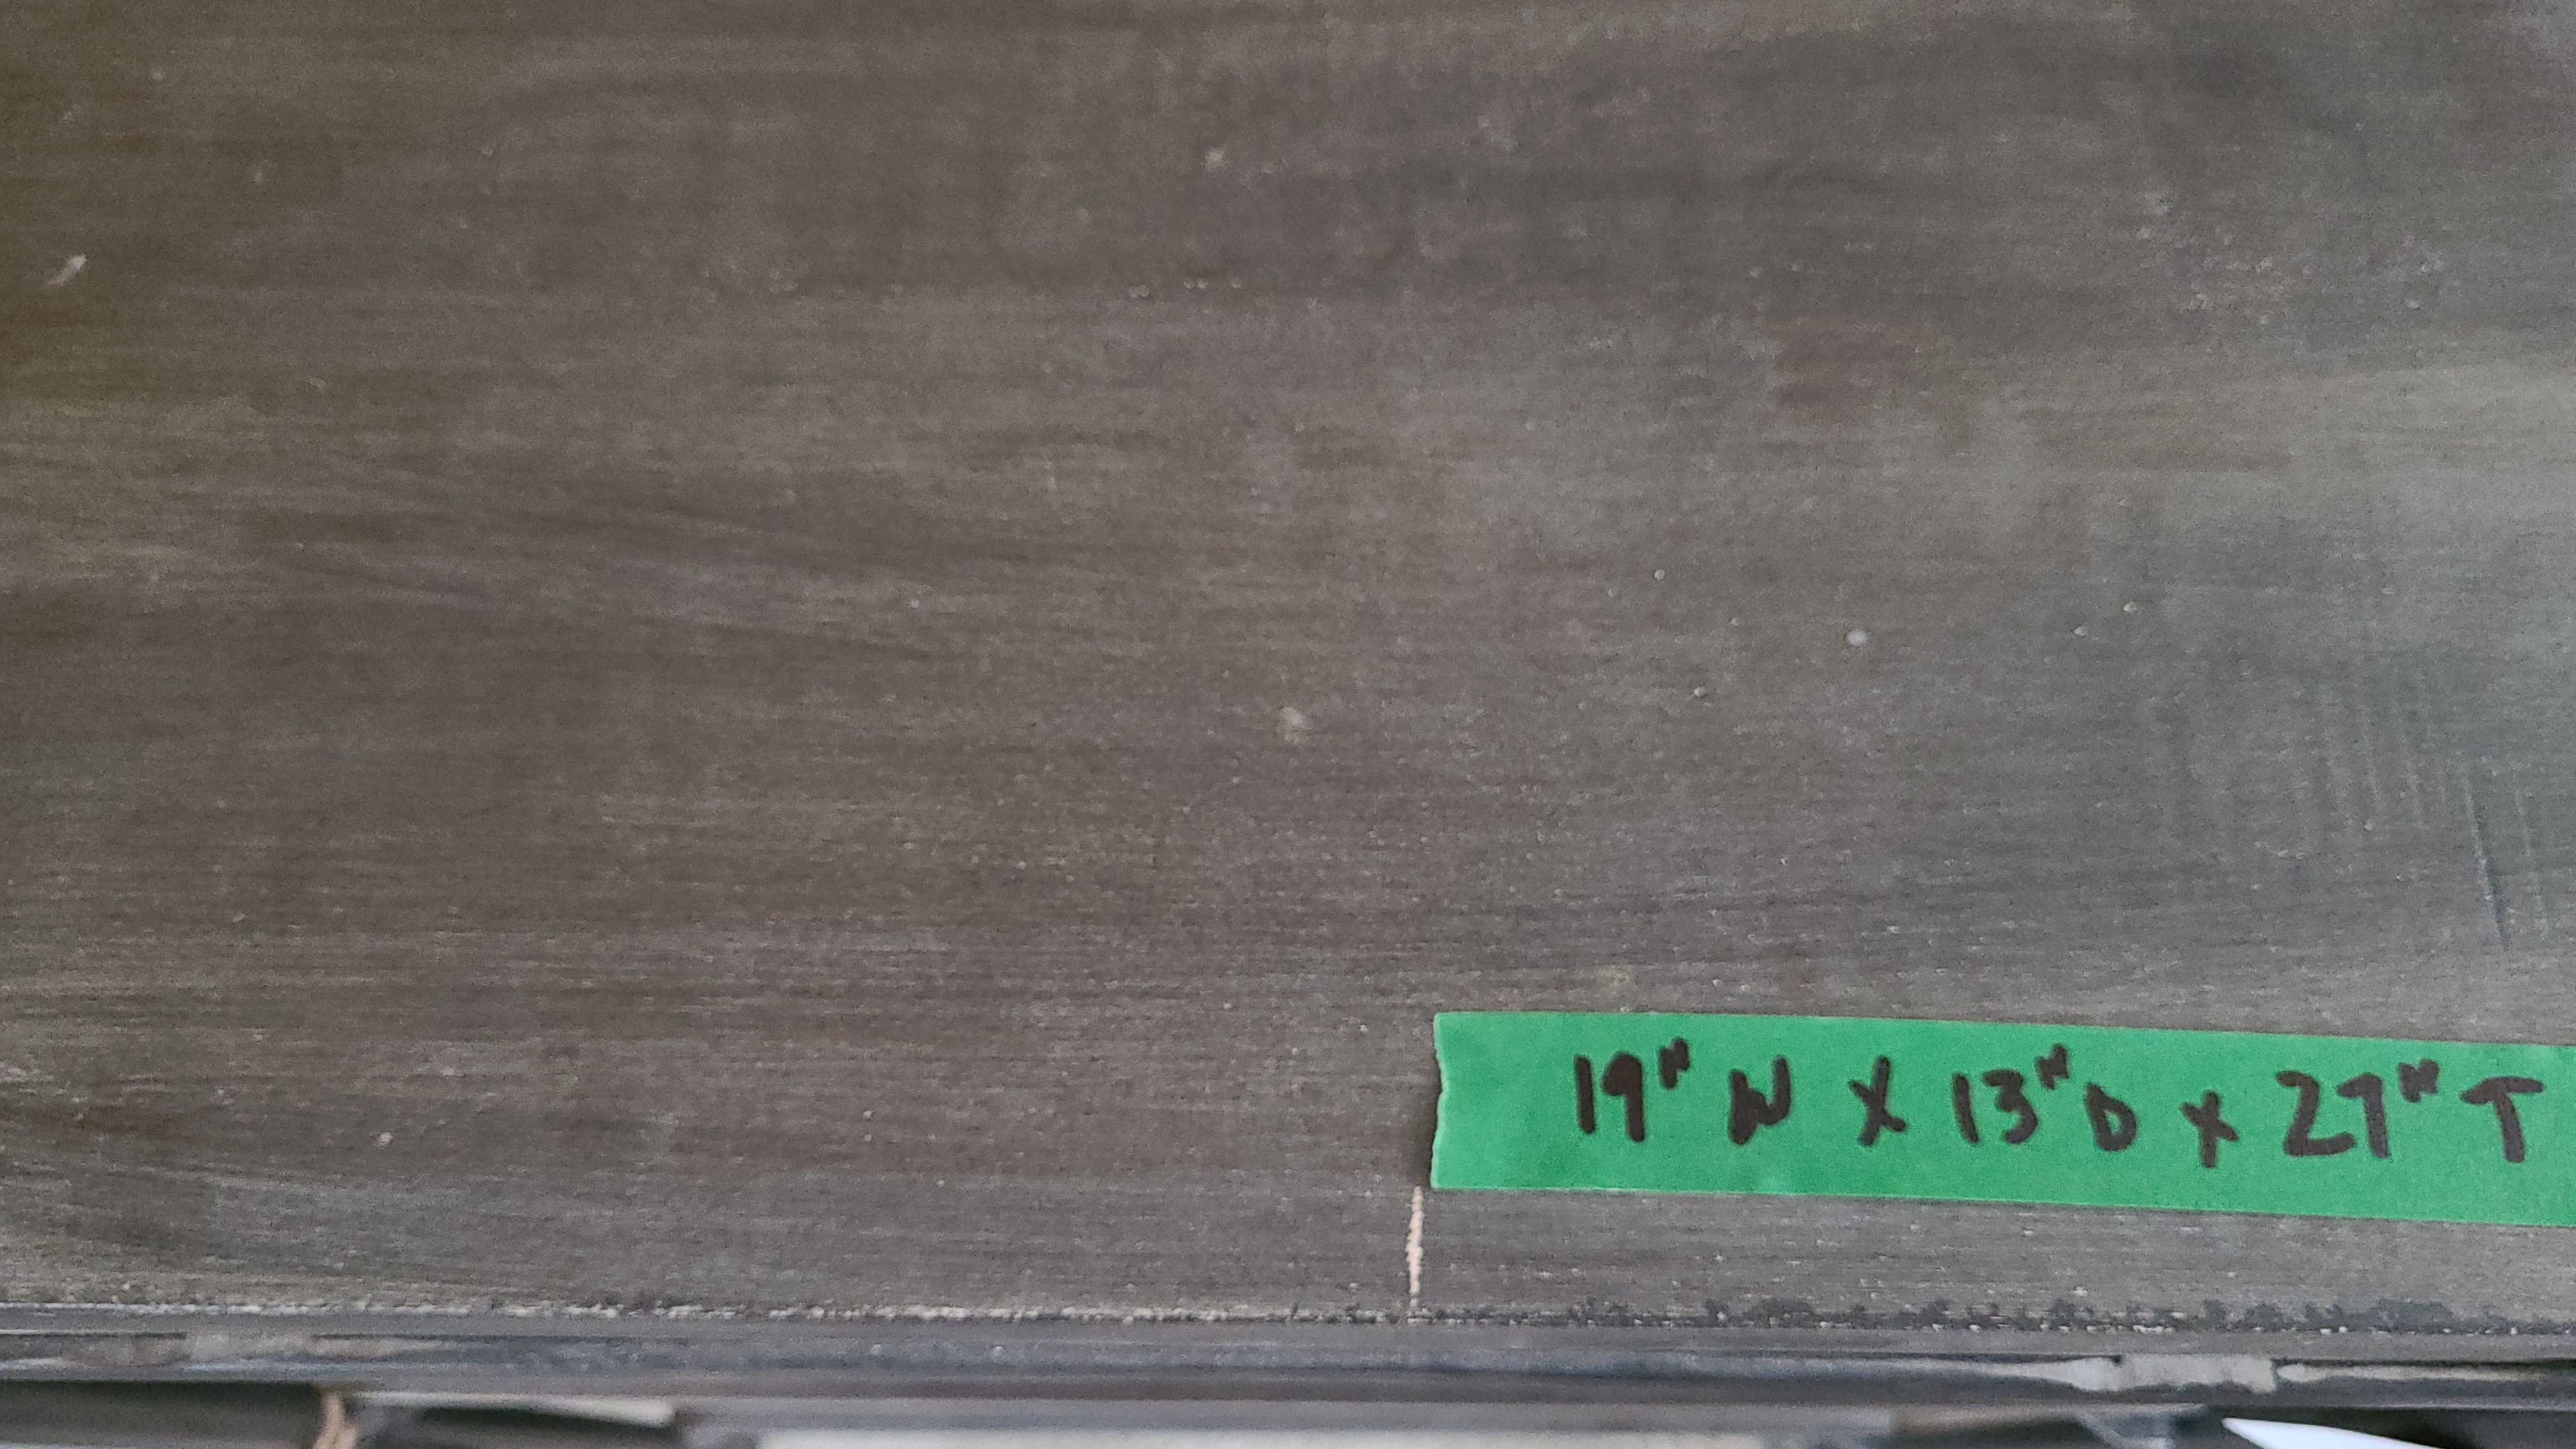 19" W X 13" D X 27" T